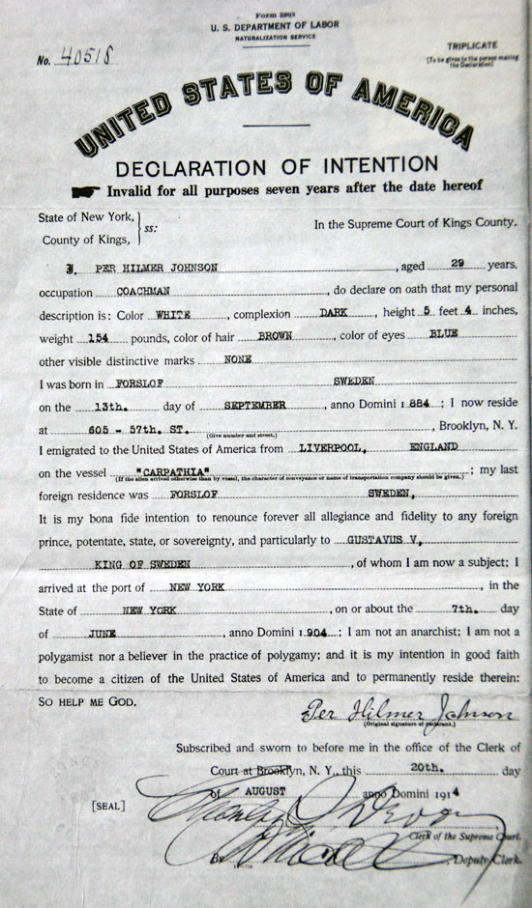 U. S. DEPARTMENT OF LABOR
NATURALIZATION SERVICE
No. 40518
TRIPLICATE
(To be given to the person making the Declaration)
UNITED STATES OF AMERICA
DECLARATION OF INTENTION
Invalid for all purposes seven years after the date hereof
State of New York,
County of Kings,
ss:
In the Supreme Court of Kings County.
I, PER HILMER JOHNSON, aged 29 years,
occupation COACHMAN, do declare on oath that my personal
description is: Color WHITE, complexion DARK, height 5 feet 4 inches,
weight 154 pounds, color of hair BROWN, color of eyes BLUE
other visible distinctive marks NONE
I was born in FORSLOF SWEDEN
on the 13th. day of SEPTEMBER, anno Domini 1 884; I now reside
at 605 - 57th. ST., Brooklyn, N. Y.
(Give number and street.)
I emigrated to the United States of America from LIVERPOOL, ENGLAND
on the vessel "CARPATHIA"; my last
(If the alien arrived otherwise than by vessel, the character of conveyance or name of transportation company should be given.)
foreign residence was FORSLOF SWEDEN,
It is my bona fide intention to renounce forever all allegiance and fidelity to any foreign
prince, potentate, state, or sovereignty, and particularly to GUSTAVUS V,
KING OF SWEDEN, of whom I am now a subject; I
arrived at the port of NEW YORK, in the
State of NEW YORK, on or about the 7th. day
of JUNE, anno Domini 1 904; I am not an anarchist; I am not a
polygamist nor a believer in the practice of polygamy; and it is my intention in good faith
to become a citizen of the United States of America and to permanently reside therein:
SO HELP ME GOD.
Per Hilmer Johnson
(Original signature of declarant.)
Subscribed and sworn to before me in the office of the Clerk of
Court at Brooklyn, N. Y., this 20th. day
of AUGUST anno Domini 1914
[SEAL]
Clerk of the Supreme Court.
By Deputy Clerk.